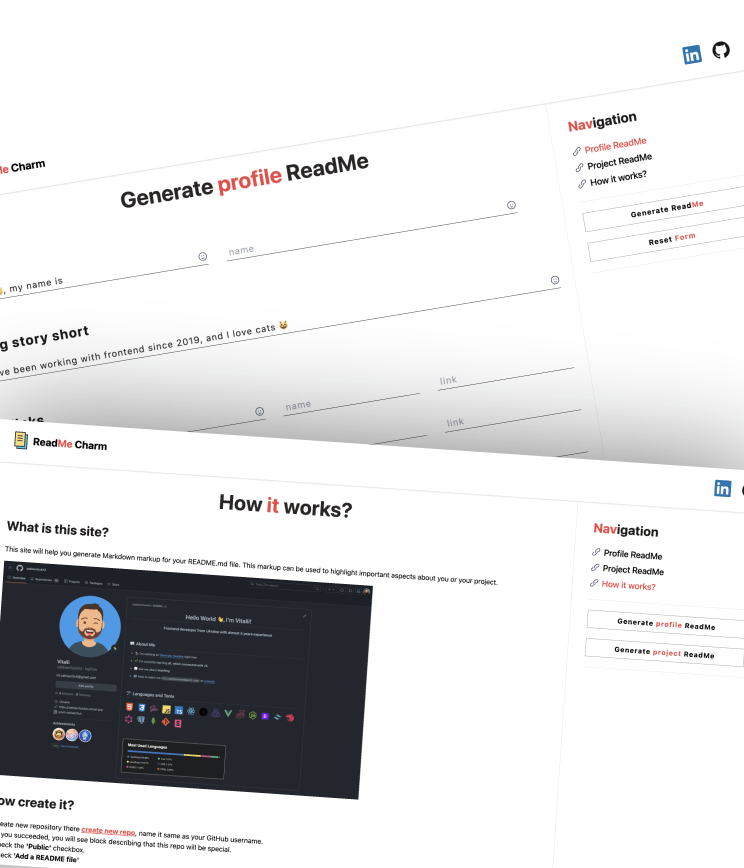 Me Charm
Generate profile ReadMe
, my name is
name
g story short
ve been working with frontend since 2019, and I love cats 😸
name
link
link
Navigation
Profile ReadMe
Project ReadMe
How it works?
Generate ReadMe
Reset Form
ReadMe Charm
How it works?
What is this site?
This site will help you generate Markdown markup for your README.md file. This markup can be used to highlight important aspects about you or your project.
Hello World 👋, I'm Vitalii!
Frontend developer from Ukraine with almost 4 years experience
About Me
Vitalii
Languages and Tools
Most Used Languages
ow create it?
eate new repository there create new repo, name it same as your GitHub username.
you succeeded, you will see block describing that this repo will be special.
heck the 'Public' checkbox.
eck 'Add a README file'
Navigation
Profile ReadMe
Project ReadMe
How it works?
Generate profile ReadMe
Generate project ReadMe